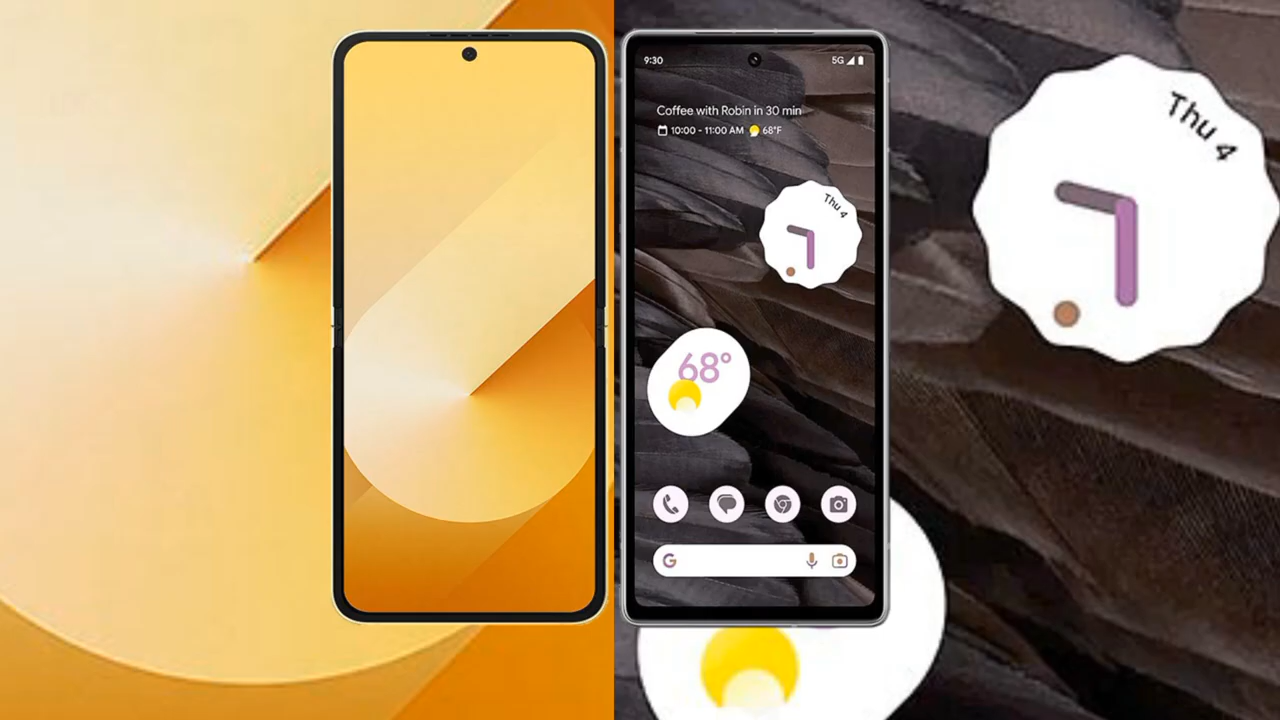 9:30
5G
Coffee with Robin in 30 min
10:00 - 11:00 AM 68°F
Thu 4
68°
G
Thu 4